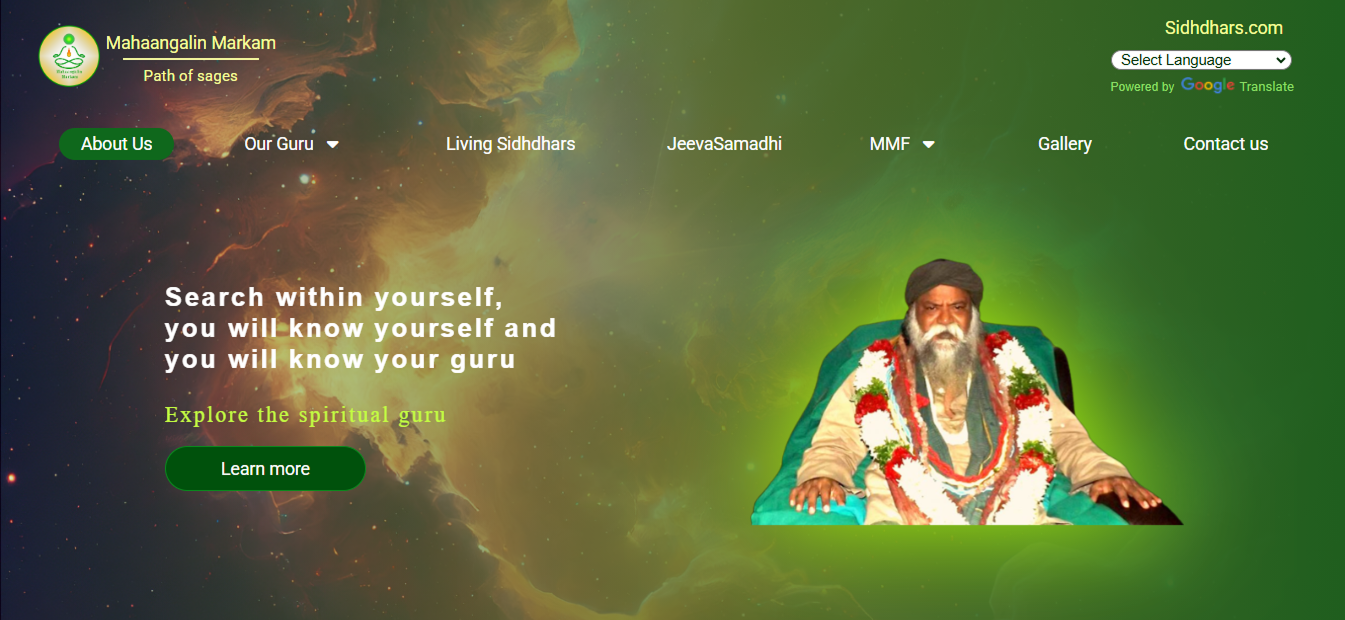 Mahaangalin Markam
Path of sages
Sidhdhars.com
Select Language
Powered by Google Translate
About Us
Our Guru
Living Sidhdhars
JeevaSamadhi
MMF
Gallery
Contact us
Search within yourself,
you will know yourself and
you will know your guru
Explore the spiritual guru
Learn more